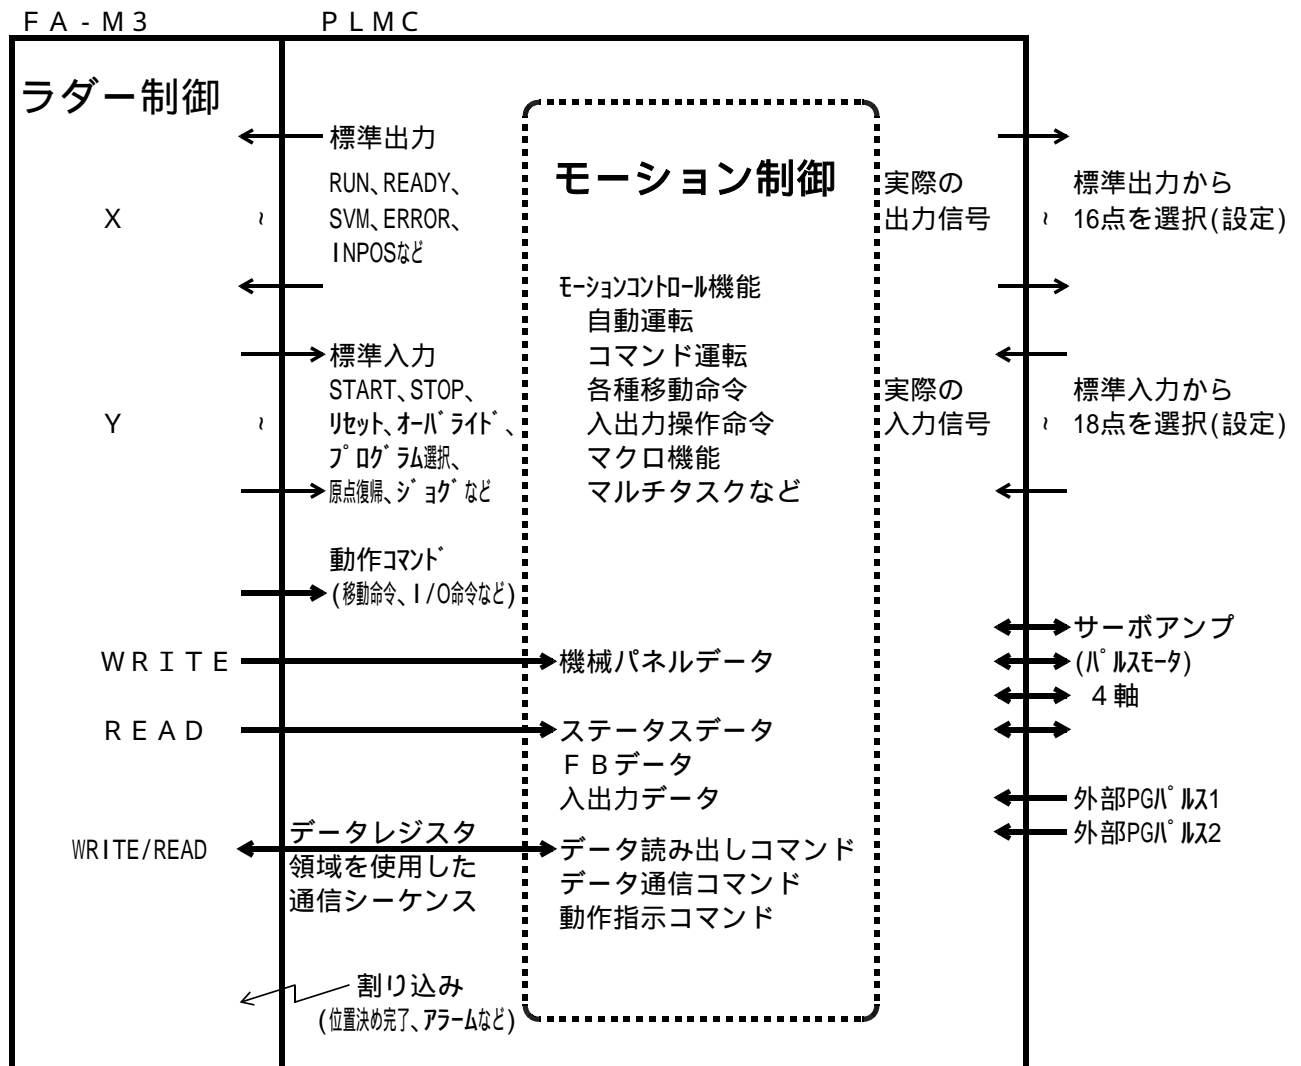 ＦＡ-Ｍ３
ＰＬＭＣ
ラダー制御
標準出力
RUN、READY、
SVM、ERROR、
INPOSなど
X
~
モーション制御
実際の
出力信号
~
標準出力から
16点を選択(設定)
モーションコントロール機能
自動運転
コマンド運転
各種移動命令
入出力操作命令
マクロ機能
マルチタスクなど
標準入力
START、STOP、
リセット、オーバライド、
プログラム選択、
原点復帰、ジョグなど
Y
~
実際の
入力信号
~
標準入力から
18点を選択(設定)
動作コマンド
(移動命令、I/O命令など)
ＷＲＩＴＥ
機械パネルデータ
サーボアンプ
(パルスモータ)
４軸
ＲＥＡＤ
ステータスデータ
ＦＢデータ
入出力データ
外部PGパルス1
外部PGパルス2
WRITE/READ
データレジスタ
領域を使用した
通信シーケンス
データ読み出しコマンド
データ通信コマンド
動作指示コマンド
割り込み
(位置決め完了、アラームなど)